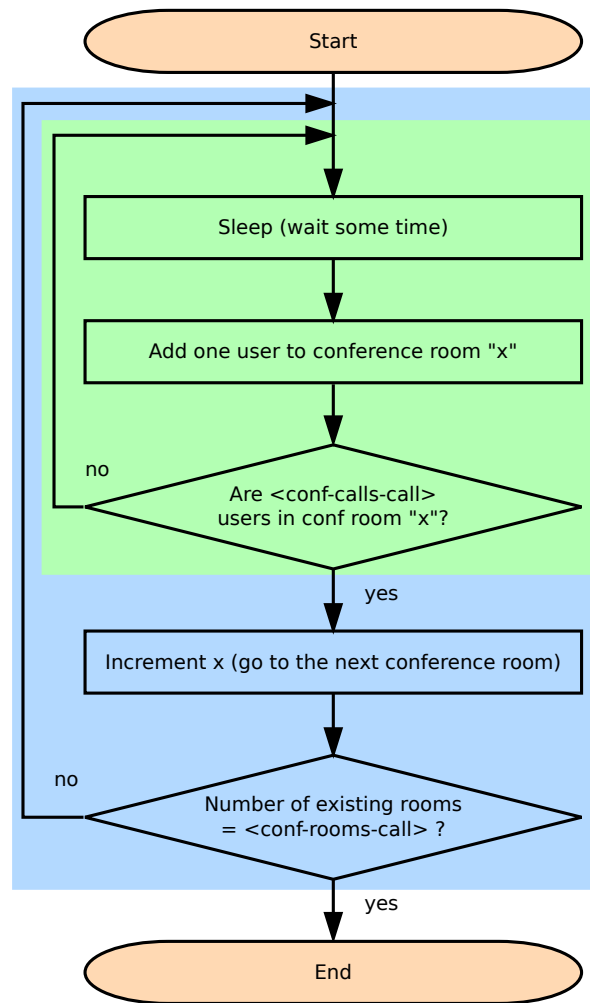 Start
Sleep (wait some time)
Add one user to conference room "x"
no
Are <conf-calls-call>
users in conf room "x"?
yes
Increment x (go to the next conference room)
no
Number of existing rooms
= <conf-rooms-call> ?
yes
End